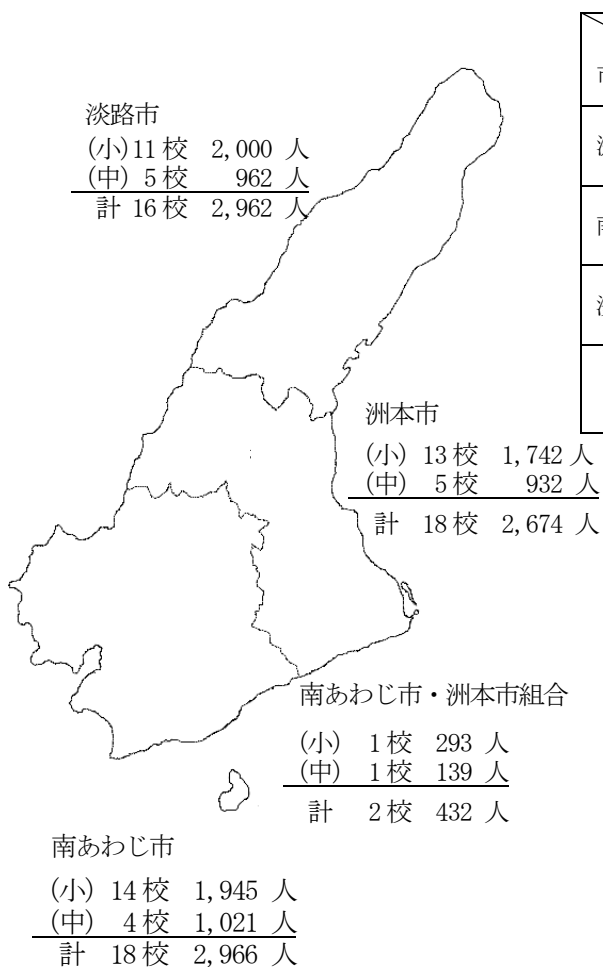 淡路市
(小)11校 2,000 人
(中) 5校 962 人
計 16校 2,962 人
洲本市
(小) 13校 1,742 人
(中) 5校 932 人
計 18校 2,674 人
南あわじ市・洲本市組合
(小) 1校 293 人
(中) 1校 139 人
計 2校 432 人
南あわじ市
(小) 14校 1,945 人
(中) 4校 1,021 人
計 18校 2,966 人